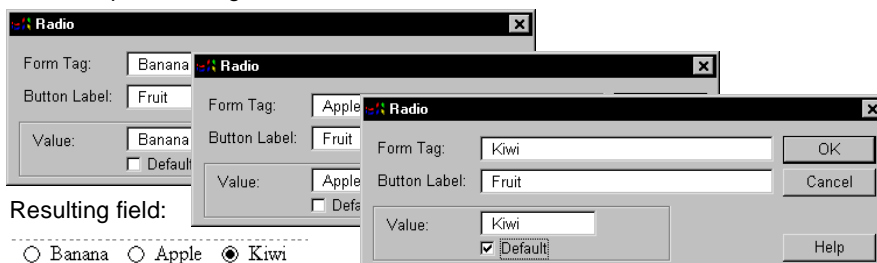 Radio
Form Tag: Banana
Button Label: Fruit
Value: Banana
Default
Radio
Form Tag: Apple
Button Label: Fruit
Value: Apple
Radio
Form Tag: Kiwi
OK
Button Label: Fruit
Cancel
Value: Kiwi
Default
Help
Resulting field:
Banana Apple Kiwi